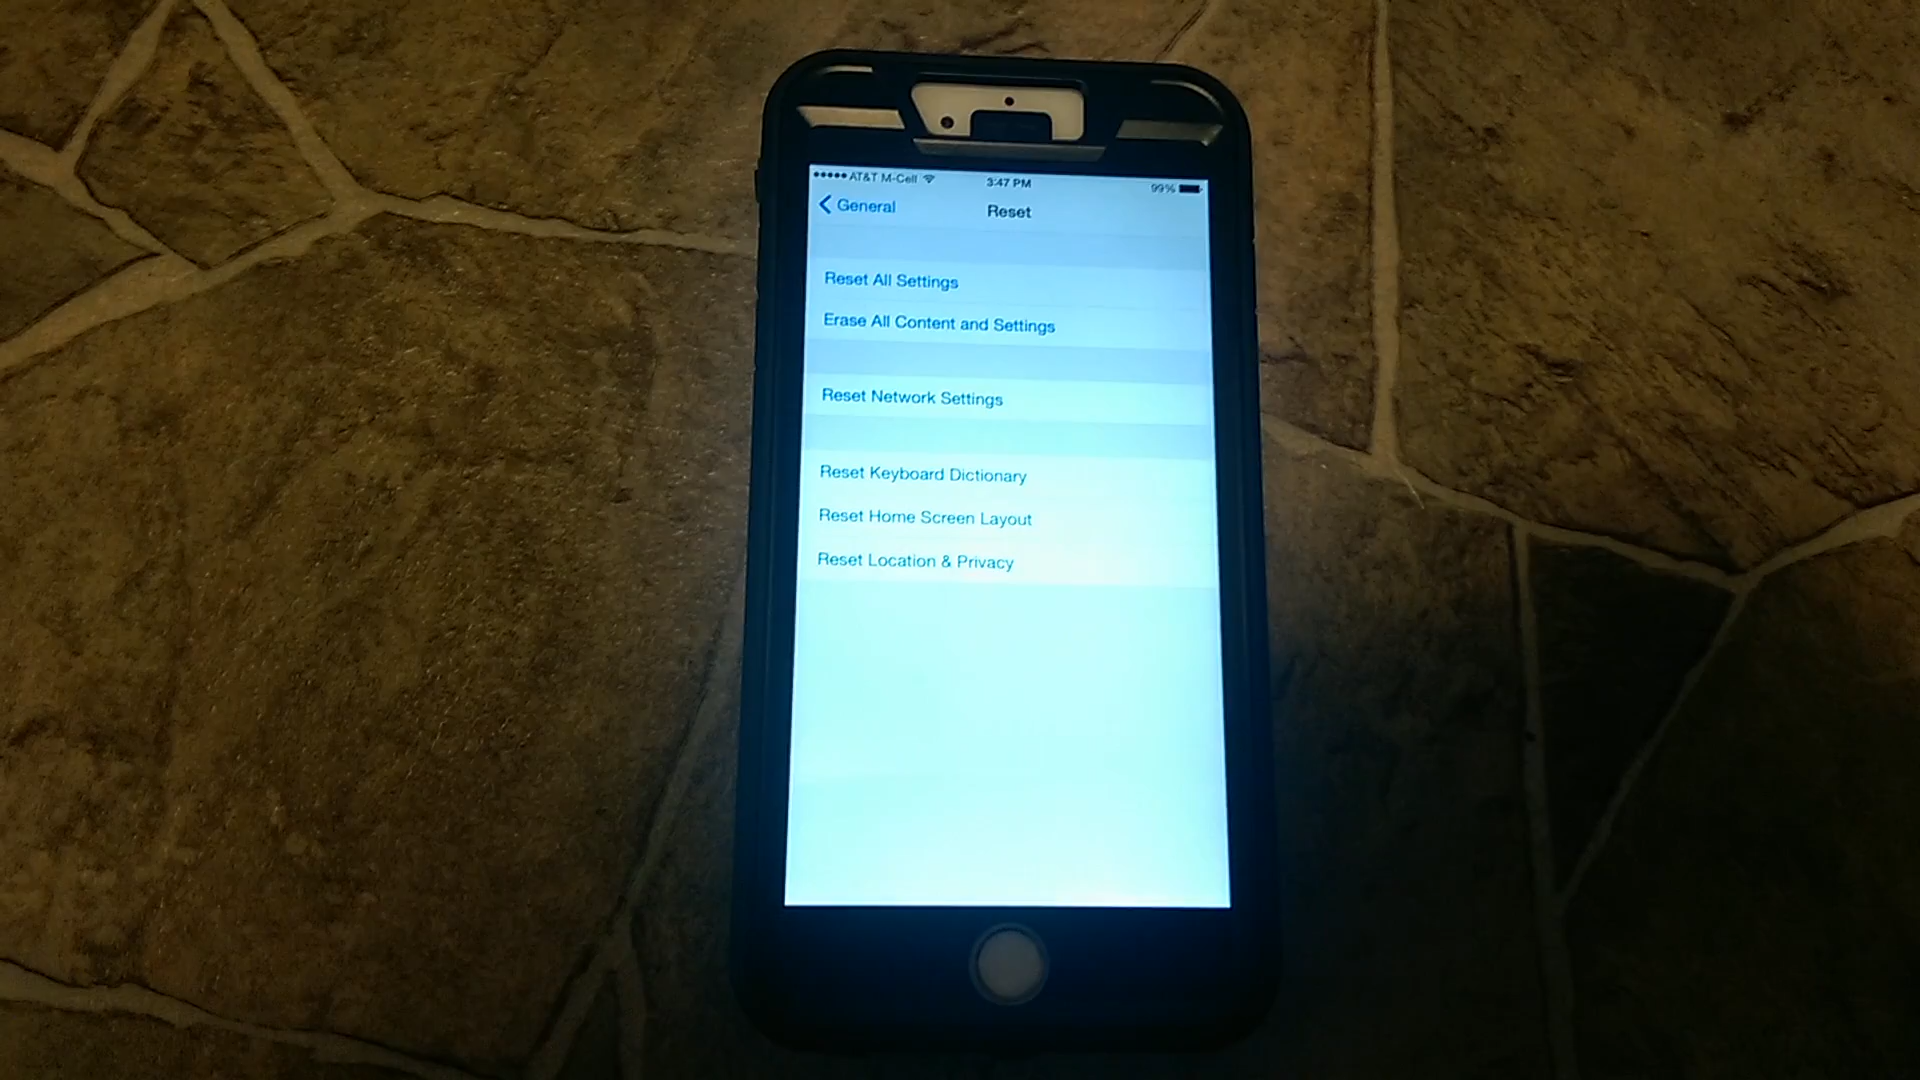 AT&T M-Cell 3:47 PM 99%
General Reset
Reset All Settings
Erase All Content and Settings
Reset Network Settings
Reset Keyboard Dictionary
Reset Home Screen Layout
Reset Location & Privacy